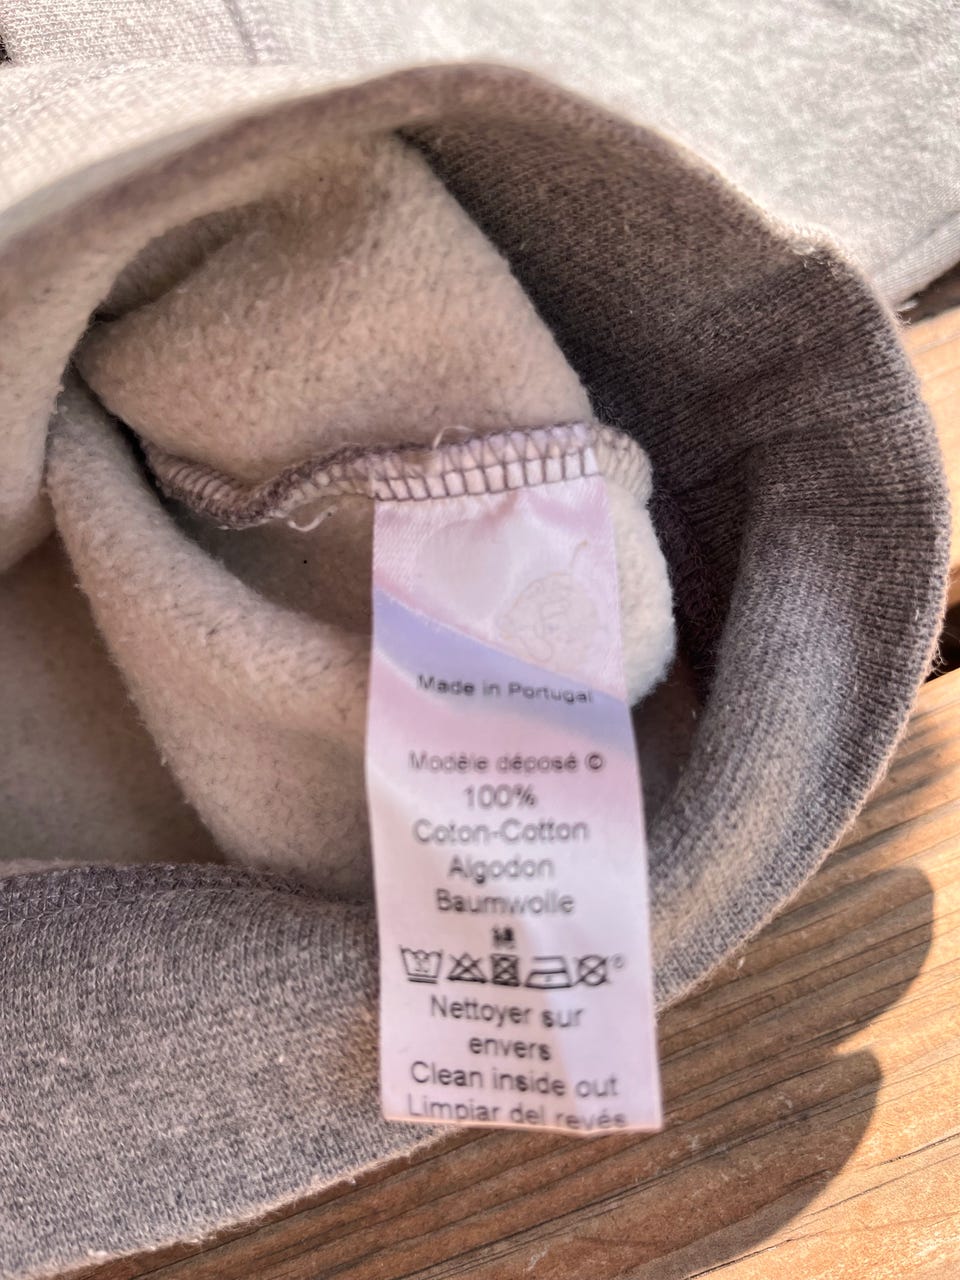 Made in Portugal
Modèle déposé ©
100%
Coton-Cotton
Algodon
Baumwolle
Nettoyer sur
envers
Clean inside out
Limpiar del revés